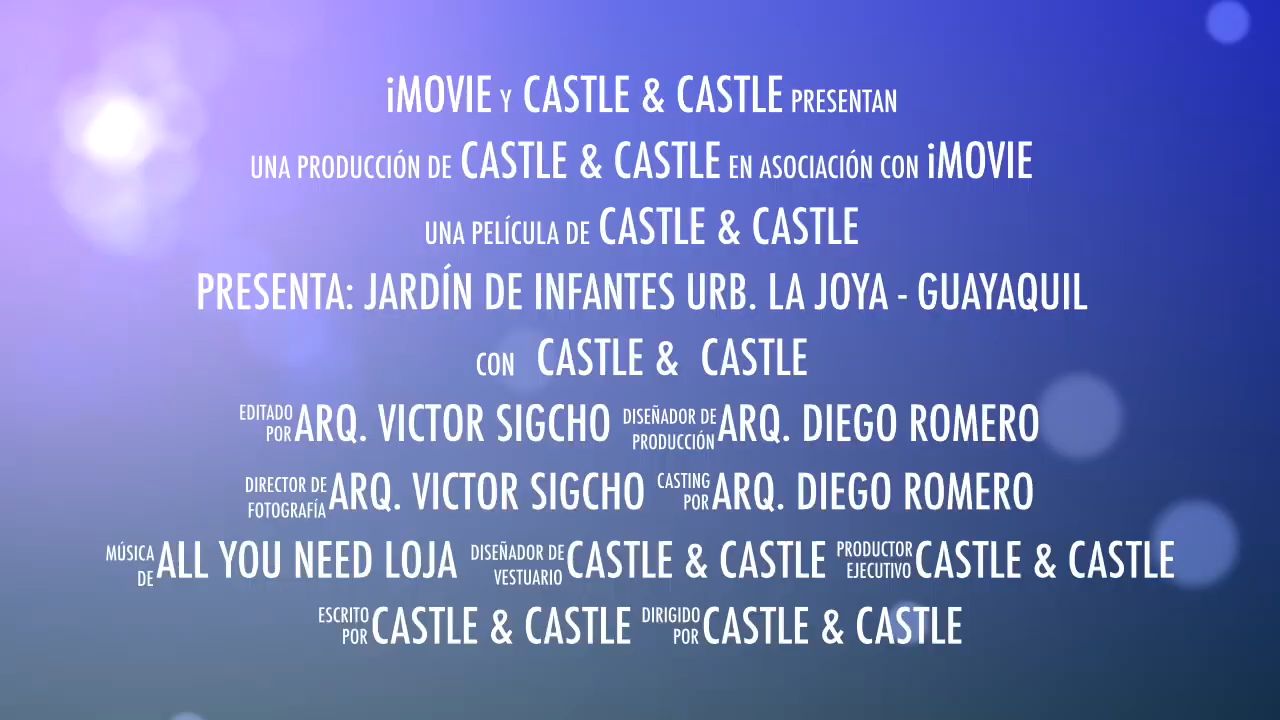 iMOVIE Y CASTLE & CASTLE PRESENTAN
UNA PRODUCCIÓN DE CASTLE & CASTLE EN ASOCIACIÓN CON iMOVIE
UNA PELÍCULA DE CASTLE & CASTLE
PRESENTA: JARDÍN DE INFANTES URB. LA JOYA - GUAYAQUIL
CON CASTLE & CASTLE
EDITADO POR ARQ. VICTOR SIGCHO DISEÑADOR DE PRODUCCIÓN ARQ. DIEGO ROMERO
DIRECTOR DE FOTOGRAFÍA ARQ. VICTOR SIGCHO CASTING POR ARQ. DIEGO ROMERO
MÚSICA DE ALL YOU NEED LOJA DISEÑADOR DE VESTUARIO CASTLE & CASTLE PRODUCTOR EJECUTIVO CASTLE & CASTLE
ESCRITO POR CASTLE & CASTLE DIRIGIDO POR CASTLE & CASTLE